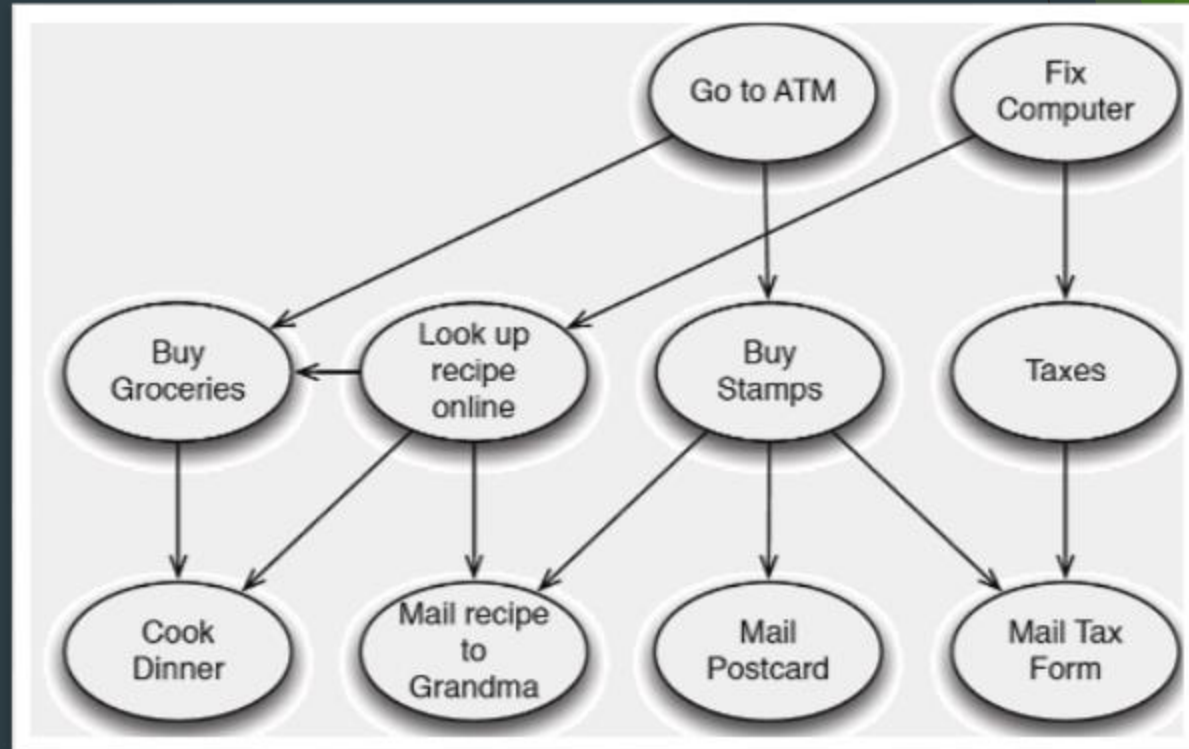 Go to ATM
Fix
Computer
Buy
Groceries
Look up
recipe
online
Buy
Stamps
Taxes
Cook
Dinner
Mail recipe
to
Grandma
Mail
Postcard
Mail Tax
Form